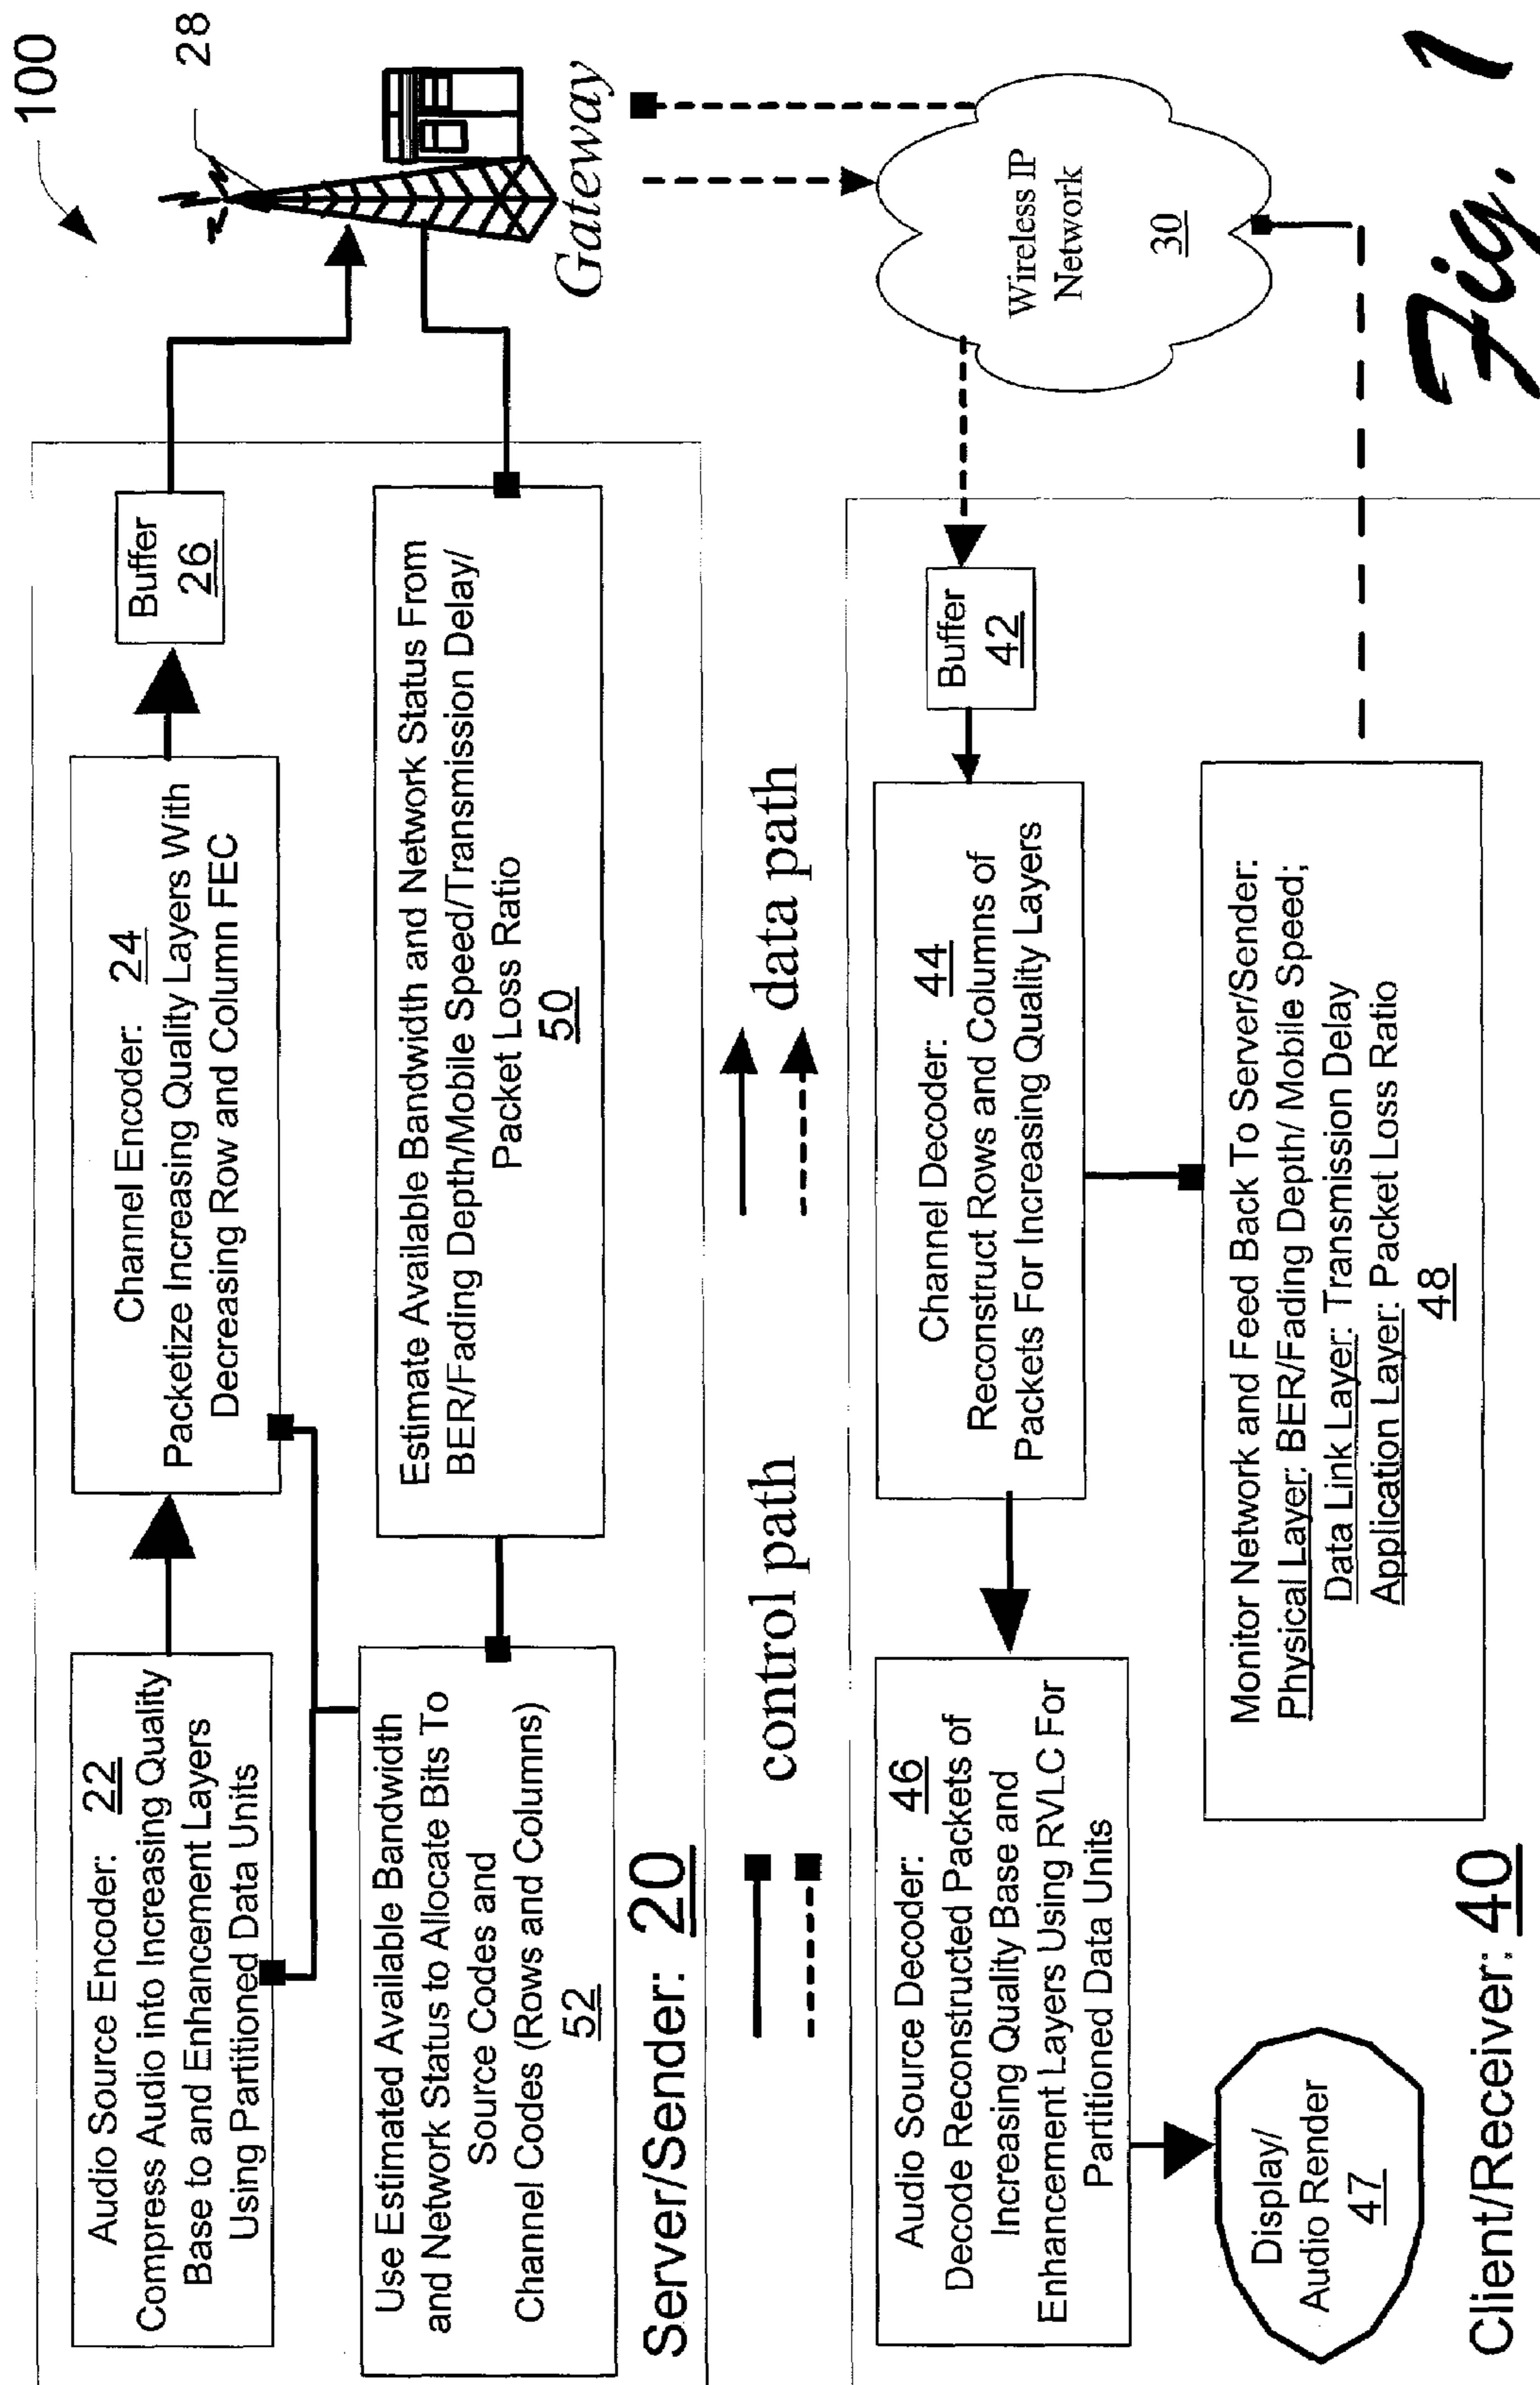 100
28
Audio Source Encoder: 22
Compress Audio into Increasing Quality
Base to and Enhancement Layers
Using Partitioned Data Units
Channel Encoder: 24
Packetize Increasing Quality Layers With
Decreasing Row and Column FEC
Buffer
26
Gateway
Use Estimated Available Bandwidth
and Network Status to Allocate Bits To
Source Codes and
Channel Codes (Rows and Columns)
52
Estimate Available Bandwidth and Network Status From
BER/Fading Depth/Mobile Speed/Transmission Delay/
Packet Loss Ratio
50
Server/Sender: 20
control path
data path
Wireless IP
Network
30
Audio Source Decoder: 46
Decode Reconstructed Packets of
Increasing Quality Base and
Enhancement Layers Using RVLC For
Partitioned Data Units
Channel Decoder: 44
Reconstruct Rows and Columns of
Packets For Increasing Quality Layers
Buffer
42
Display/
Audio Render
47
Monitor Network and Feed Back To Server/Sender:
Physical Layer: BER/Fading Depth/ Mobile Speed;
Data Link Layer: Transmission Delay
Application Layer: Packet Loss Ratio
48
Client/Receiver: 40
Fig. 1